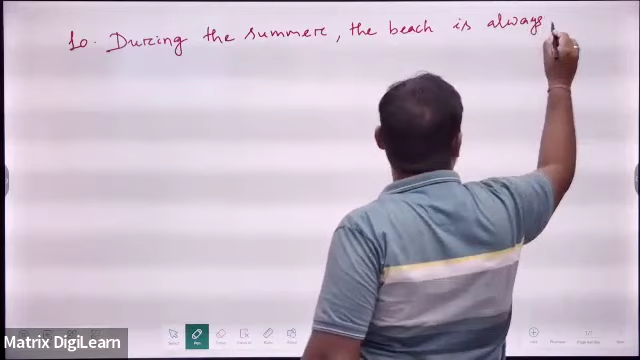 10. During the summer, the beach is always
Matrix DigiLearn